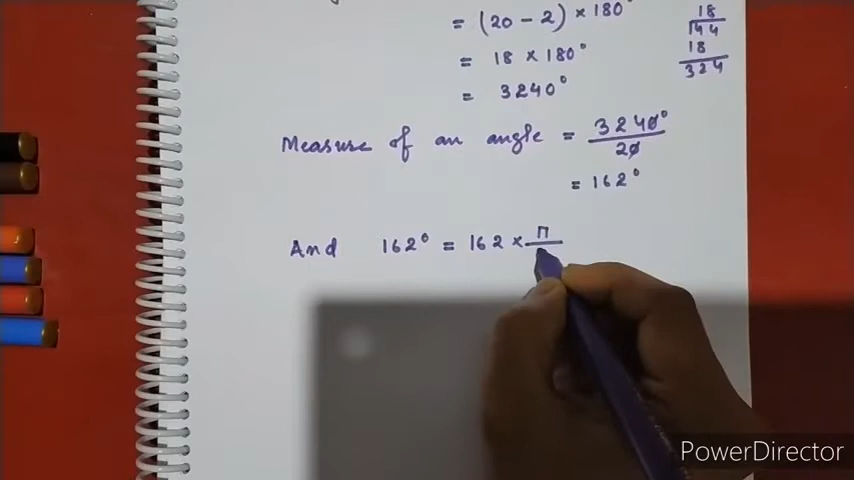 = (20 - 2) × 180°
= 18 × 180°
= 3240°
18
144
18
324
Measure of an angle = 3240° / 20
= 162°
And 162° = 162 × π
PowerDirector